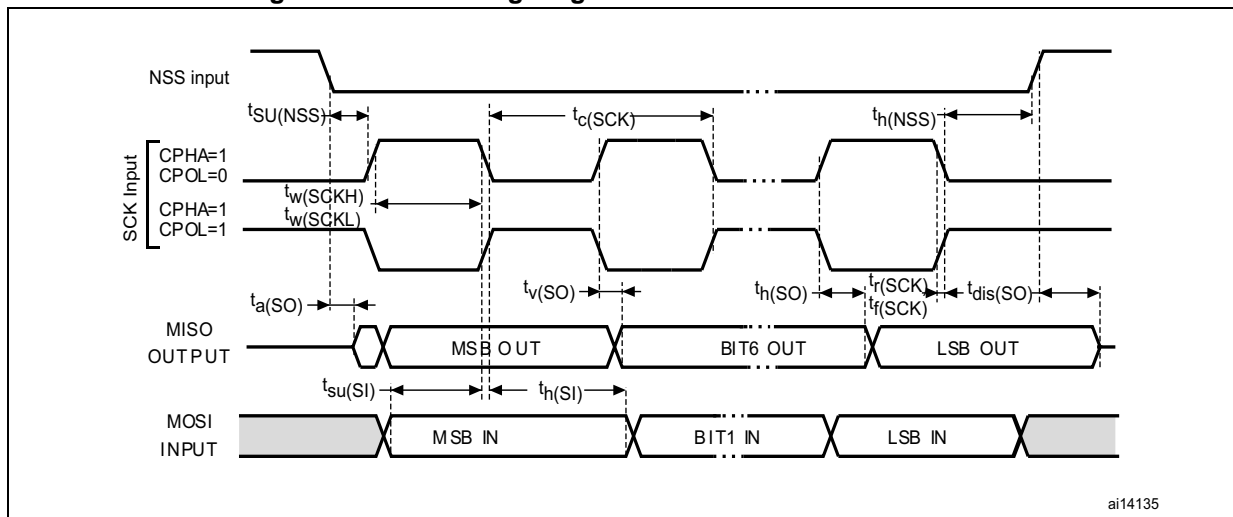 NSS input
tSU(NSS)
tc(SCK)
th(NSS)
SCK Input
CPHA=1
CPOL=0
tw(SCKH)
CPHA=1
tw(SCKL)
CPOL=1
ta(SO)
tv(SO)
th(SO)
tr(SCK)
tf(SCK)
tdis(SO)
MISO
OUTPUT
MSB OUT
BIT6 OUT
LSB OUT
tsu(SI)
th(SI)
MOSI
INPUT
MSB IN
BIT1 IN
LSB IN
ai14135